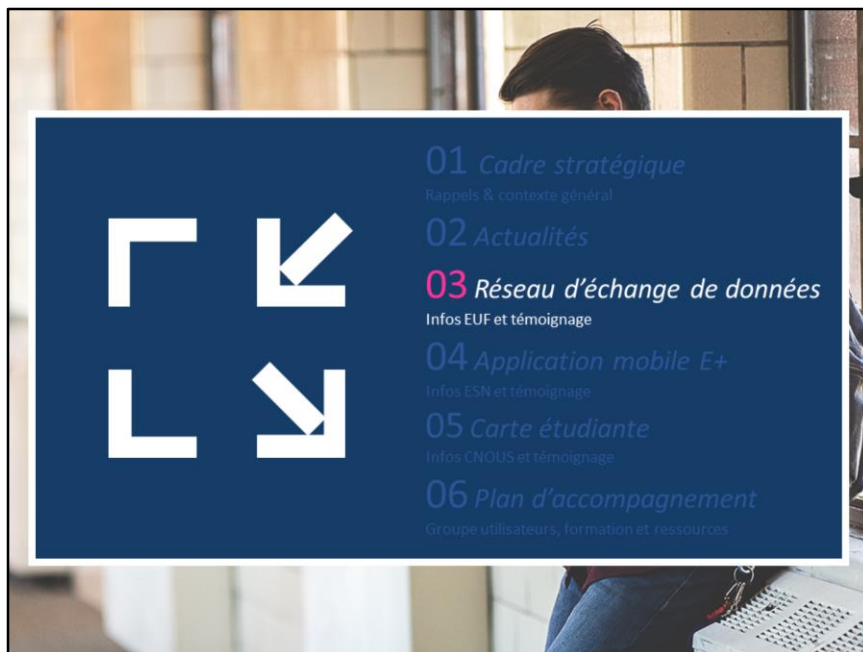 01 Cadre stratégique
Rappels & contexte général
02 Actualités
03 Réseau d’échange de données
Infos EUF et témoignage
04 Application mobile E+
Infos ESN et témoignage
05 Carte étudiante
Infos CNOUS et témoignage
06 Plan d’accompagnement
Groupe utilisateurs, formation et ressources